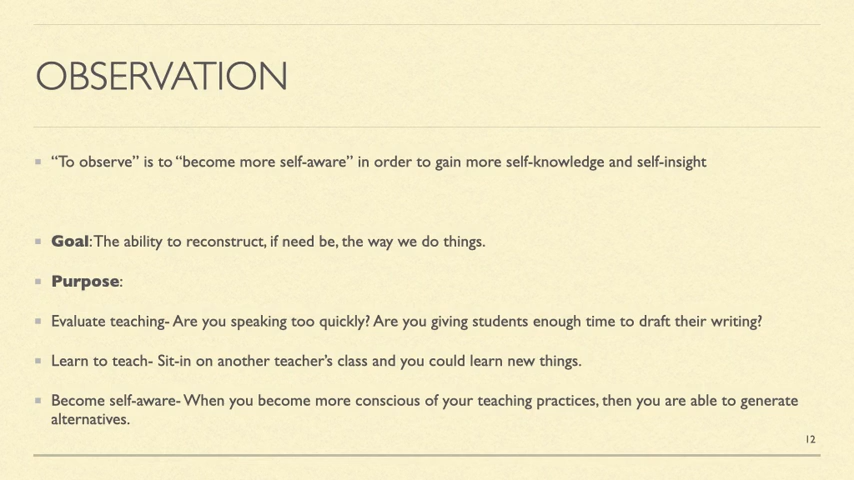 OBSERVATION
“To observe” is to “become more self-aware” in order to gain more self-knowledge and self-insight
Goal: The ability to reconstruct, if need be, the way we do things.
Purpose:
Evaluate teaching- Are you speaking too quickly? Are you giving students enough time to draft their writing?
Learn to teach- Sit-in on another teacher’s class and you could learn new things.
Become self-aware- When you become more conscious of your teaching practices, then you are able to generate
alternatives.
12